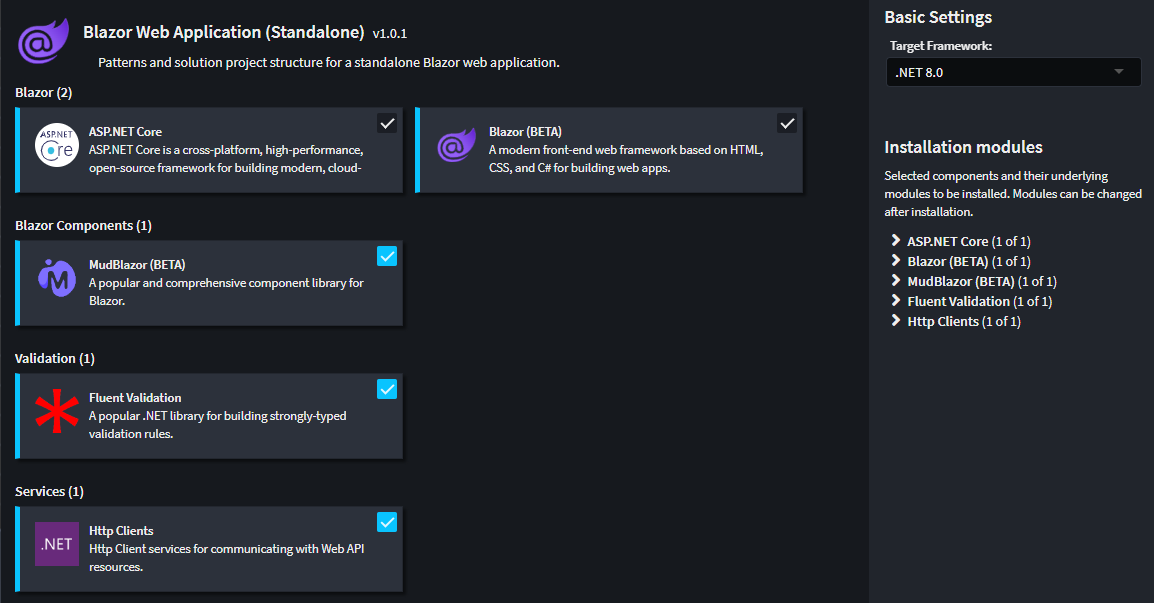 Blazor Web Application (Standalone) v1.0.1
Patterns and solution project structure for a standalone Blazor web application.
Blazor (2)
ASP.NET
Core
ASP.NET Core
ASP.NET Core is a cross-platform, high-performance,
open-source framework for building modern, cloud-
Blazor (BETA)
A modern front-end web framework based on HTML,
CSS, and C# for building web apps.
Blazor Components (1)
MudBlazor (BETA)
A popular and comprehensive component library for
Blazor.
Validation (1)
Fluent Validation
A popular .NET library for building strongly-typed
validation rules.
Services (1)
.NET
Http Clients
Http Client services for communicating with Web API
resources.
Basic Settings
Target Framework:
.NET 8.0
Installation modules
Selected components and their underlying
modules to be installed. Modules can be changed
after installation.
ASP.NET Core (1 of 1)
Blazor (BETA) (1 of 1)
MudBlazor (BETA) (1 of 1)
Fluent Validation (1 of 1)
Http Clients (1 of 1)